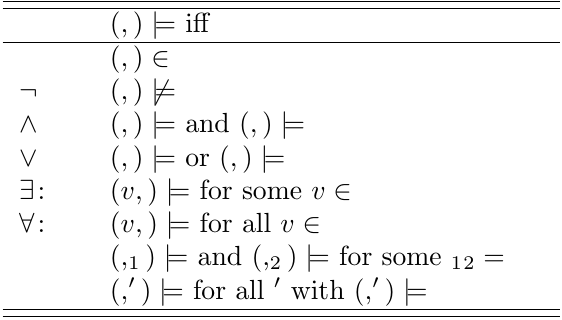 (, ) ⊨ iff
(, ) ∈
¬ (, ) ⊭
∧ (, ) ⊨ and (, ) ⊨
∨ (, ) ⊨ or (, ) ⊨
∃: (v, ) ⊨ for some v ∈
∀: (v, ) ⊨ for all v ∈
(,₁ ) ⊨ and (,₂ ) ⊨ for some ₁ ₂ =
(,′ ) ⊨ for all ′ with (,′ ) ⊨